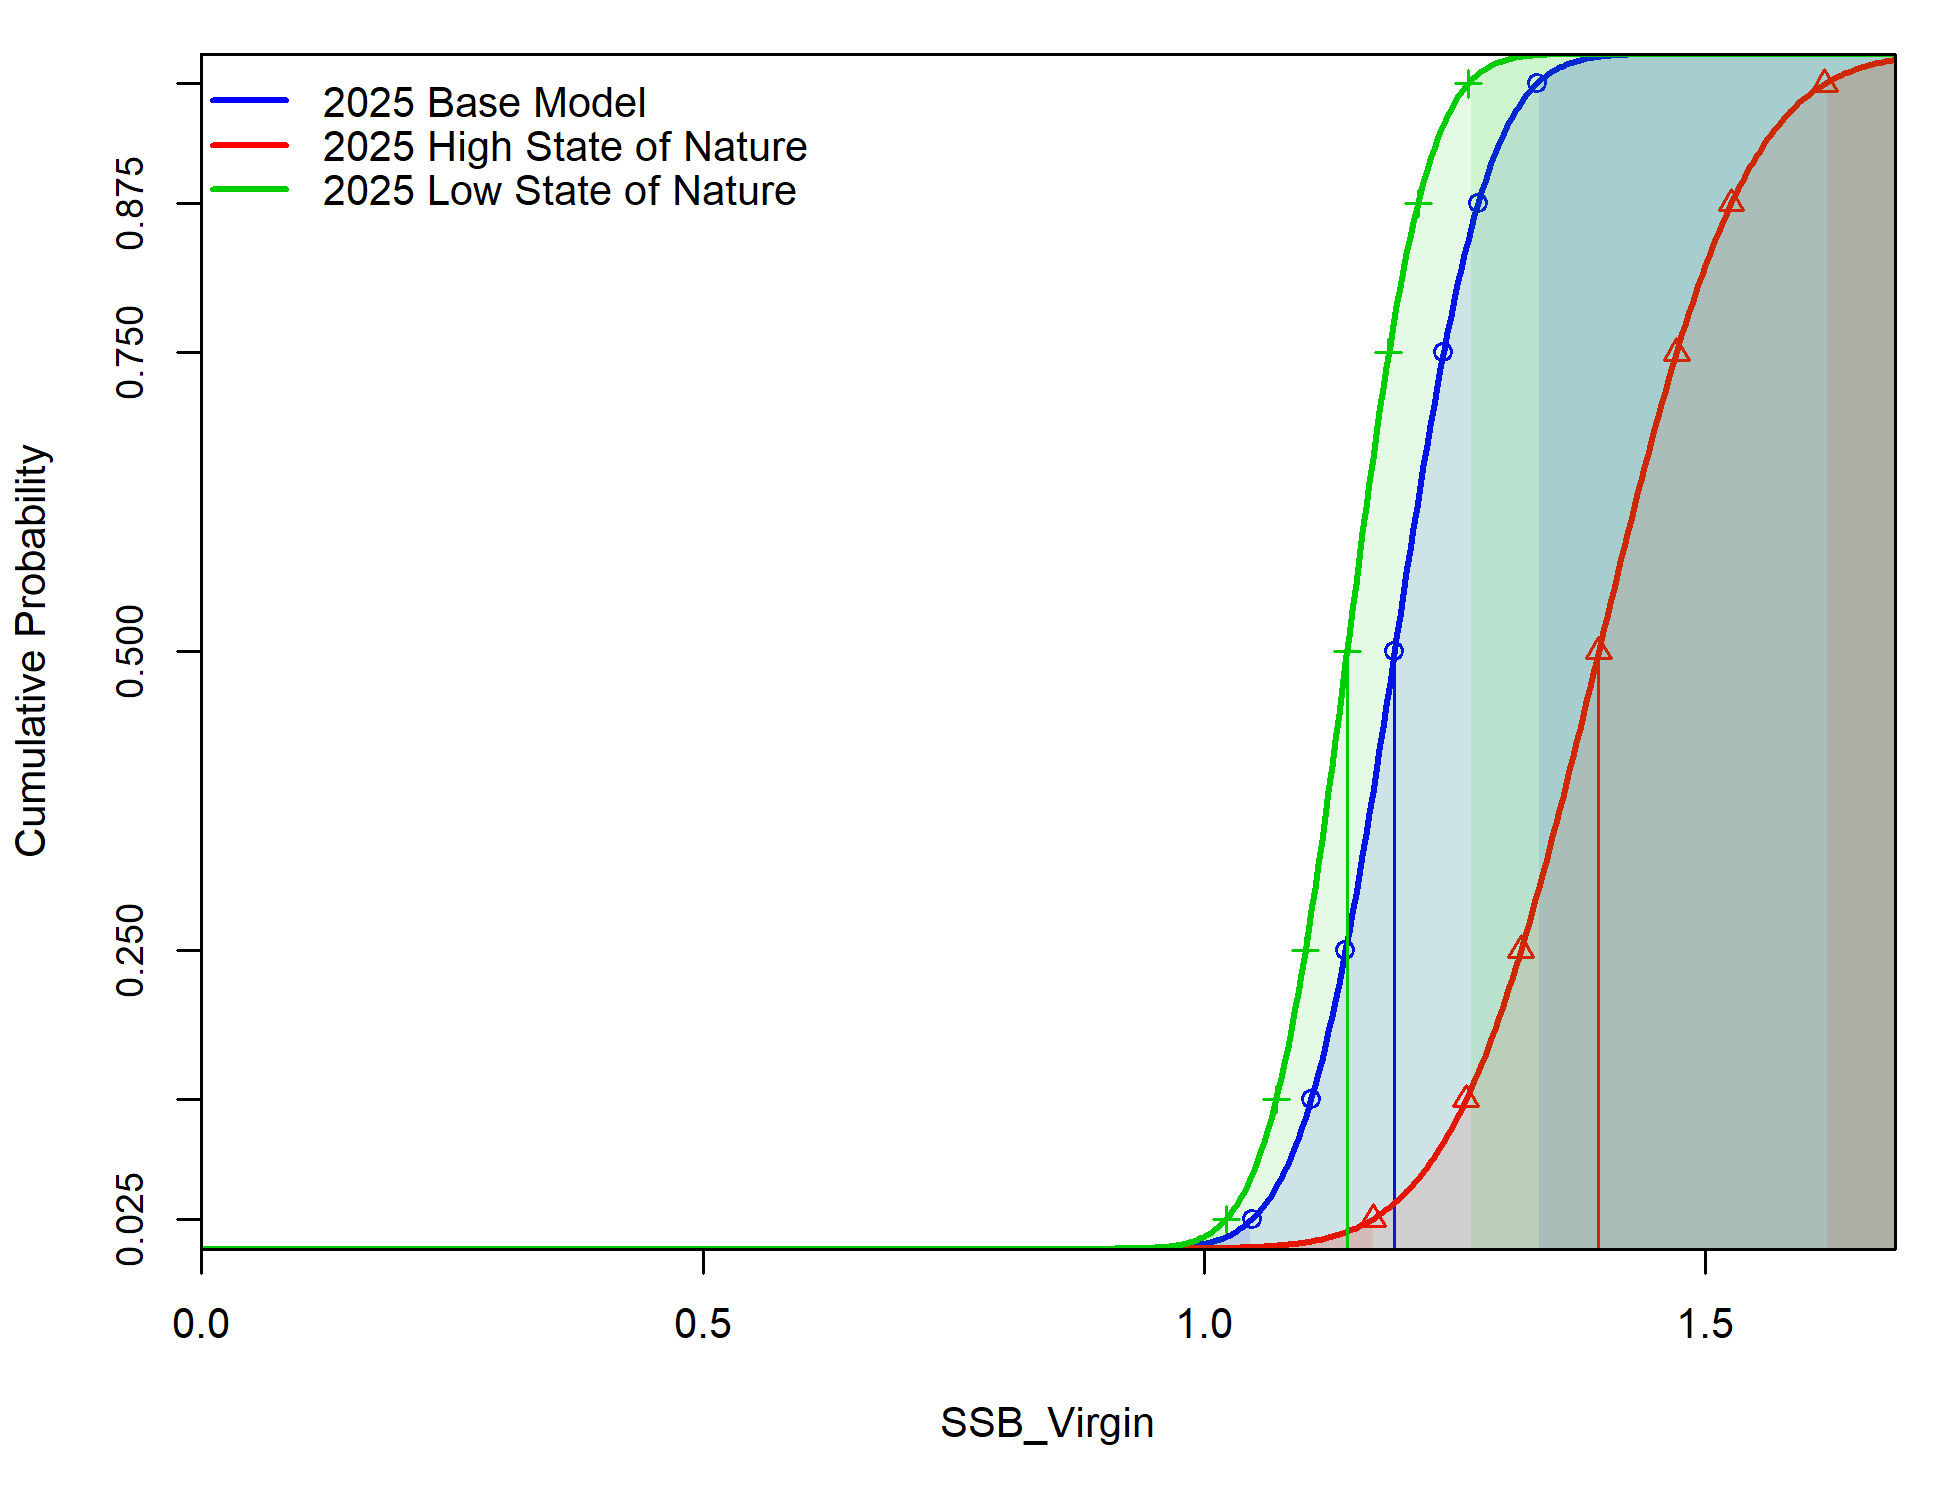 2025 Base Model
2025 High State of Nature
2025 Low State of Nature
0.875
0.750
0.500
0.250
0.025
Cumulative Probability
0.0
0.5
1.0
1.5
SSB_Virgin